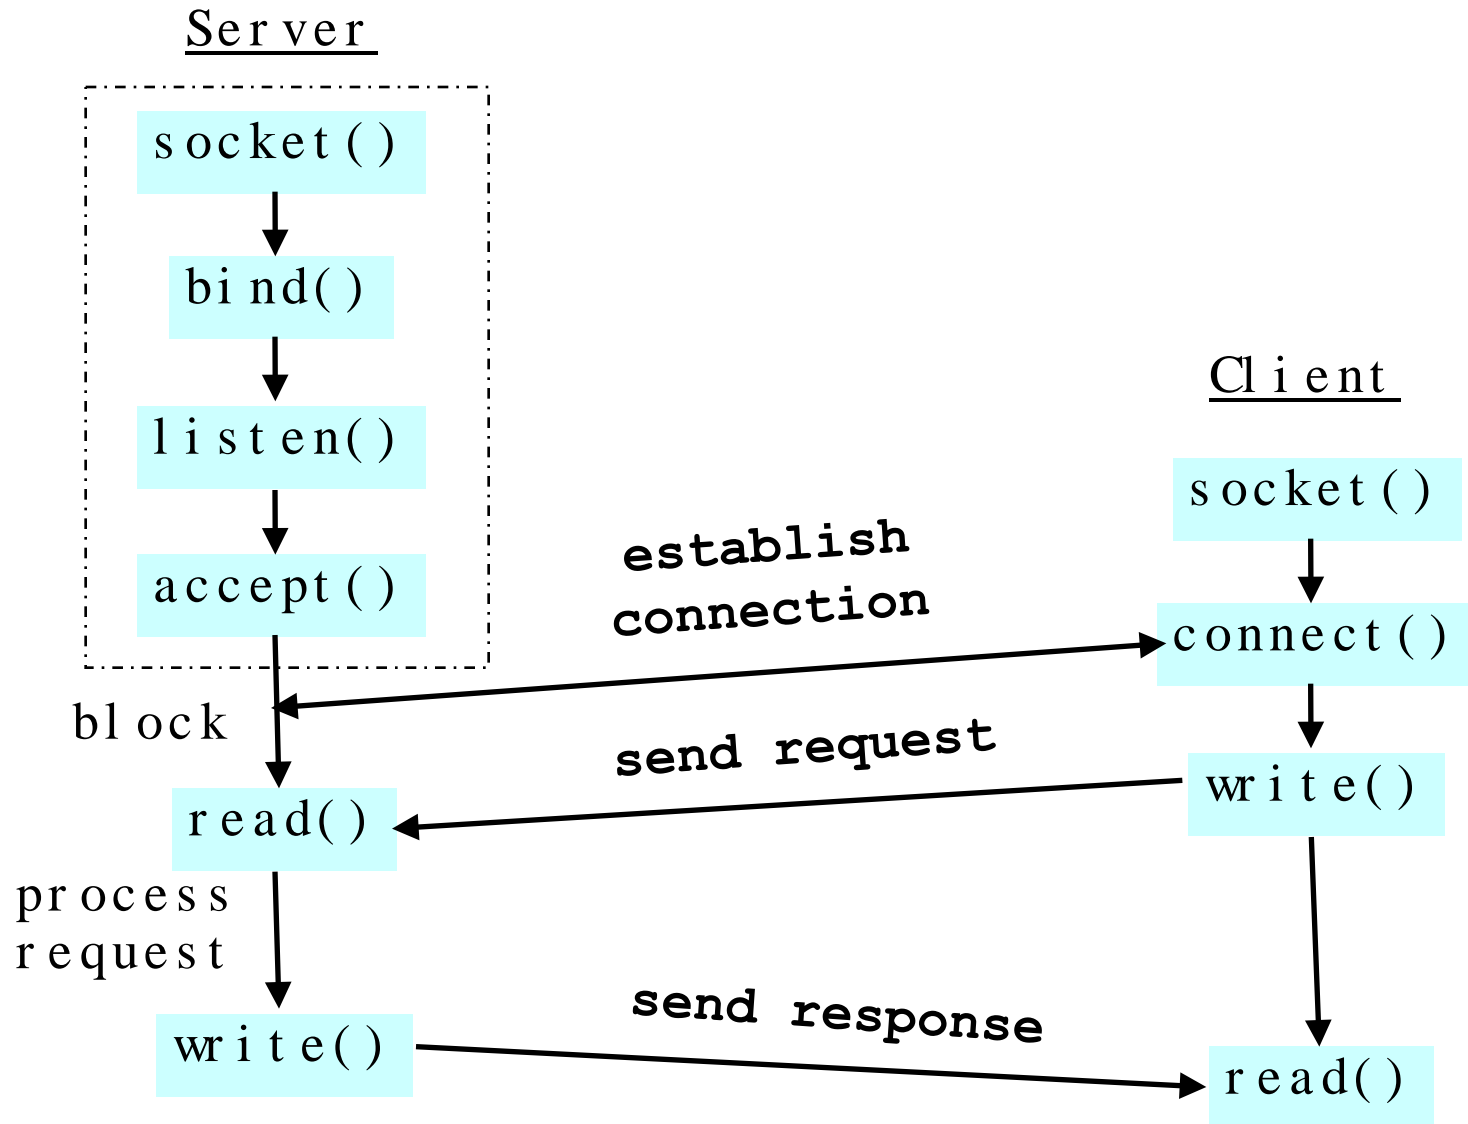 Server
socket()
bind()
listen()
accept()
block
read()
process
request
write()
establish
connection
send request
send response
Client
socket()
connect()
write()
read()